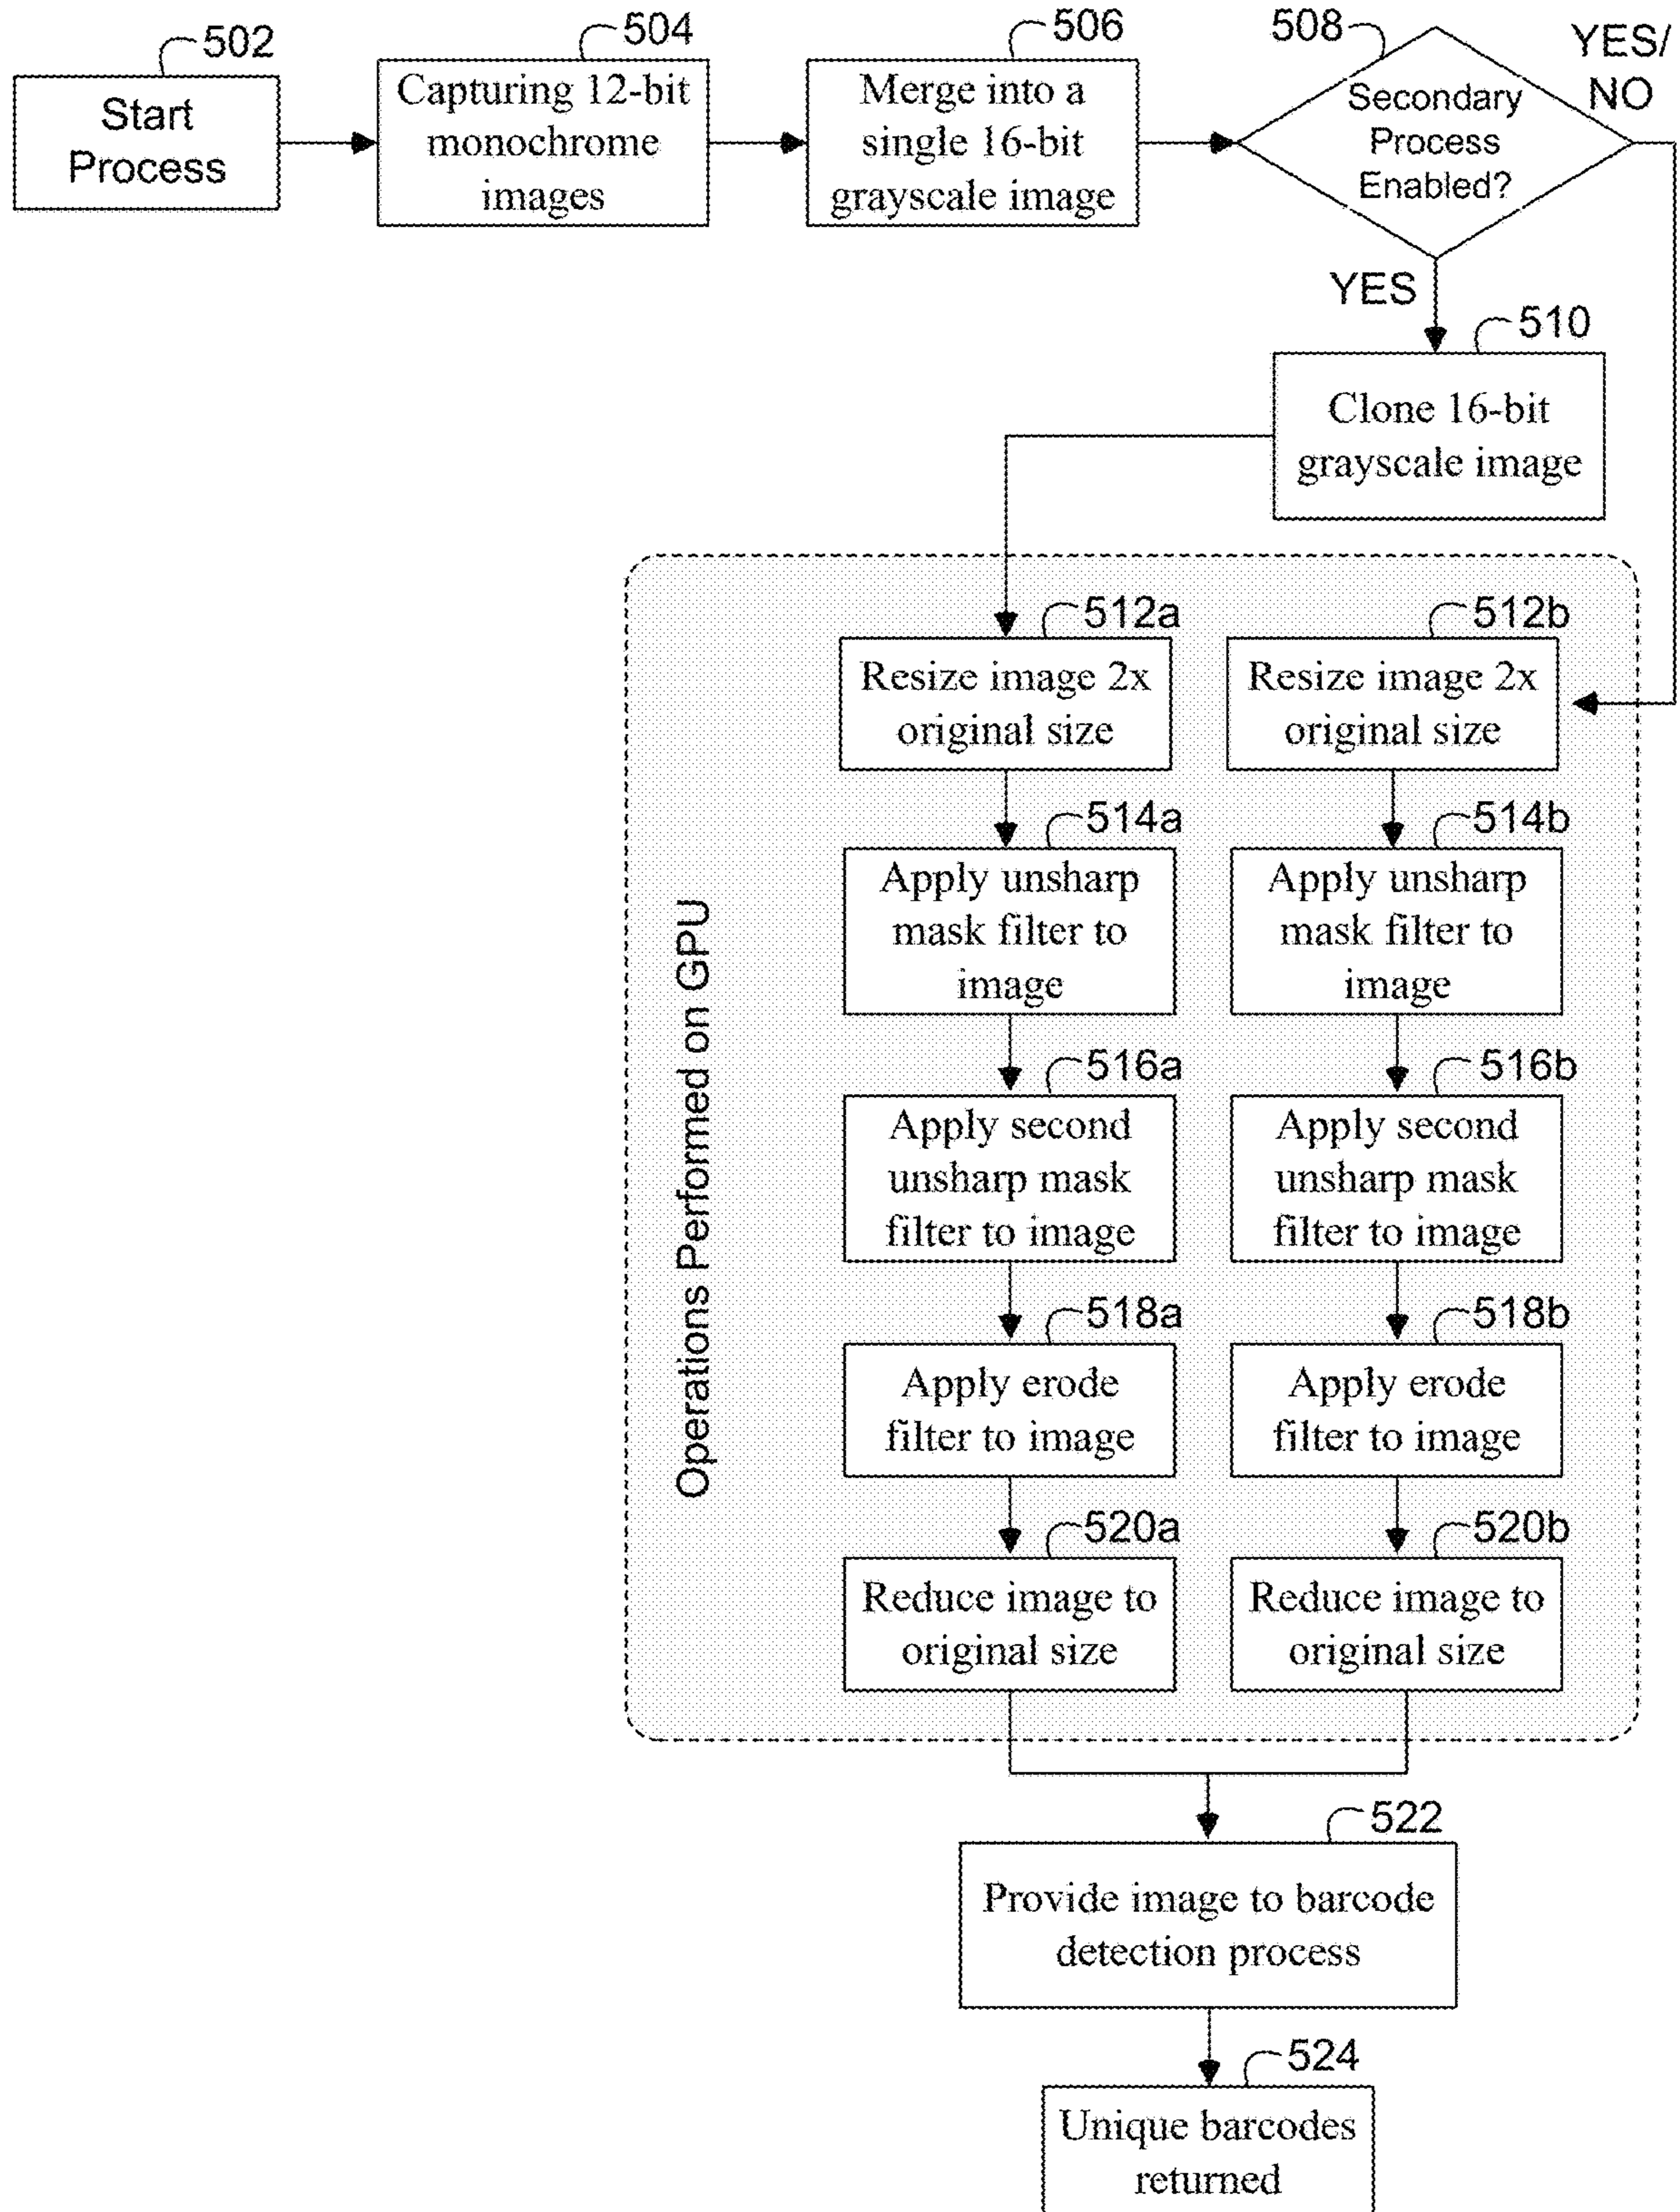 502
Start
Process
504
Capturing 12-bit
monochrome
images
506
Merge into a
single 16-bit
grayscale image
508
Secondary
Process
Enabled?
YES/
NO
YES
510
Clone 16-bit
grayscale image
Operations Performed on GPU
512a
Resize image 2x
original size
512b
Resize image 2x
original size
514a
Apply unsharp
mask filter to
image
514b
Apply unsharp
mask filter to
image
516a
Apply second
unsharp mask
filter to image
516b
Apply second
unsharp mask
filter to image
518a
Apply erode
filter to image
518b
Apply erode
filter to image
520a
Reduce image to
original size
520b
Reduce image to
original size
522
Provide image to barcode
detection process
524
Unique barcodes
returned